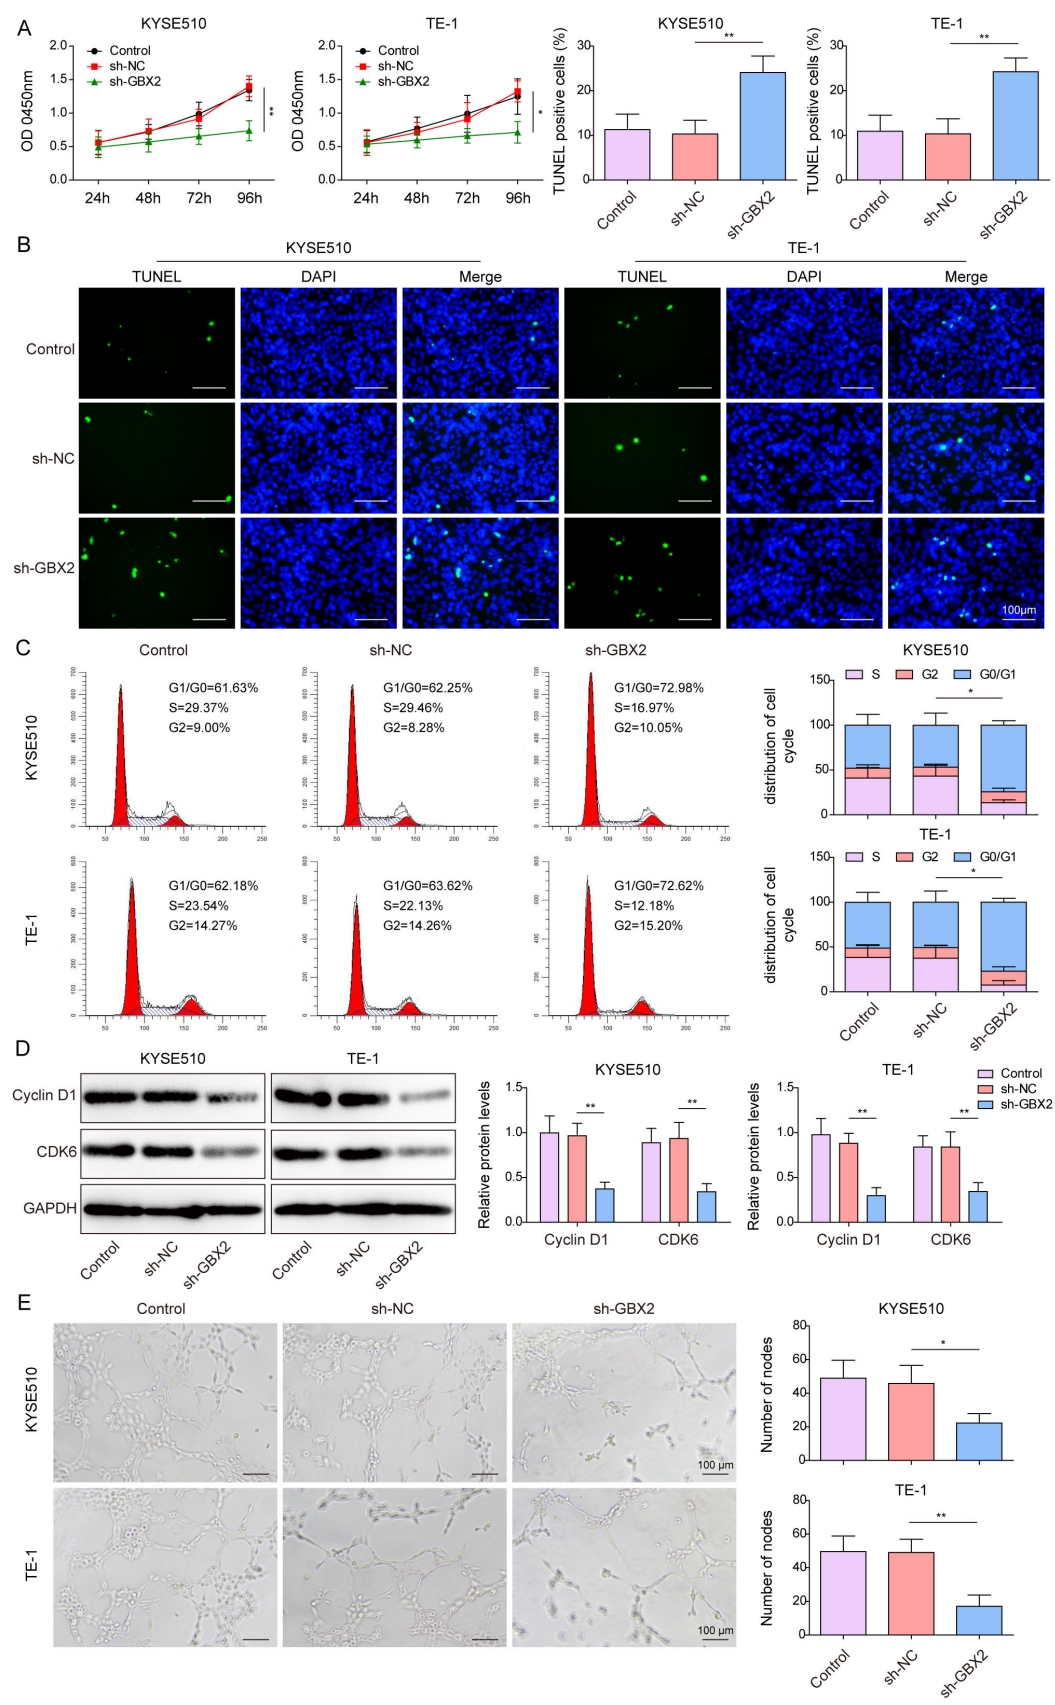 A
KYSE510
Control
sh-NC
sh-GBX2
OD 0450nm
2.0
1.5
1.0
0.5
0.0
24h 48h 72h 96h
**
TE-1
Control
sh-NC
sh-GBX2
OD 0450nm
2.0
1.5
1.0
0.5
0.0
24h 48h 72h 96h
*
KYSE510
TUNEL positive cells (%)
30
20
10
0
**
Control sh-NC sh-GBX2
TE-1
TUNEL positive cells (%)
30
20
10
0
**
Control sh-NC sh-GBX2
B
KYSE510 TE-1
TUNEL DAPI Merge TUNEL DAPI Merge
Control
sh-NC
sh-GBX2
100μm
C
Control sh-NC sh-GBX2
KYSE510
G1/G0=61.63%
S=29.37%
G2=9.00%
G1/G0=62.25%
S=29.46%
G2=8.28%
G1/G0=72.98%
S=16.97%
G2=10.05%
TE-1
G1/G0=62.18%
S=23.54%
G2=14.27%
G1/G0=63.62%
S=22.13%
G2=14.26%
G1/G0=72.62%
S=12.18%
G2=15.20%
KYSE510
S G2 G0/G1
distribution of cell
cycle
150
100
50
0
*
TE-1
S G2 G0/G1
distribution of cell
cycle
150
100
50
0
*
Control sh-NC sh-GBX2
D
KYSE510 TE-1
Cyclin D1
CDK6
GAPDH
Control sh-NC sh-GBX2 Control sh-NC sh-GBX2
KYSE510
Relative protein levels
1.5
1.0
0.5
0.0
** **
Cyclin D1 CDK6
TE-1
Relative protein levels
1.5
1.0
0.5
0.0
** **
Cyclin D1 CDK6
Control
sh-NC
sh-GBX2
E
Control sh-NC sh-GBX2
KYSE510
100 μm
TE-1
100 μm
KYSE510
Number of nodes
80
60
40
20
0
*
TE-1
Number of nodes
80
60
40
20
0
**
Control sh-NC sh-GBX2